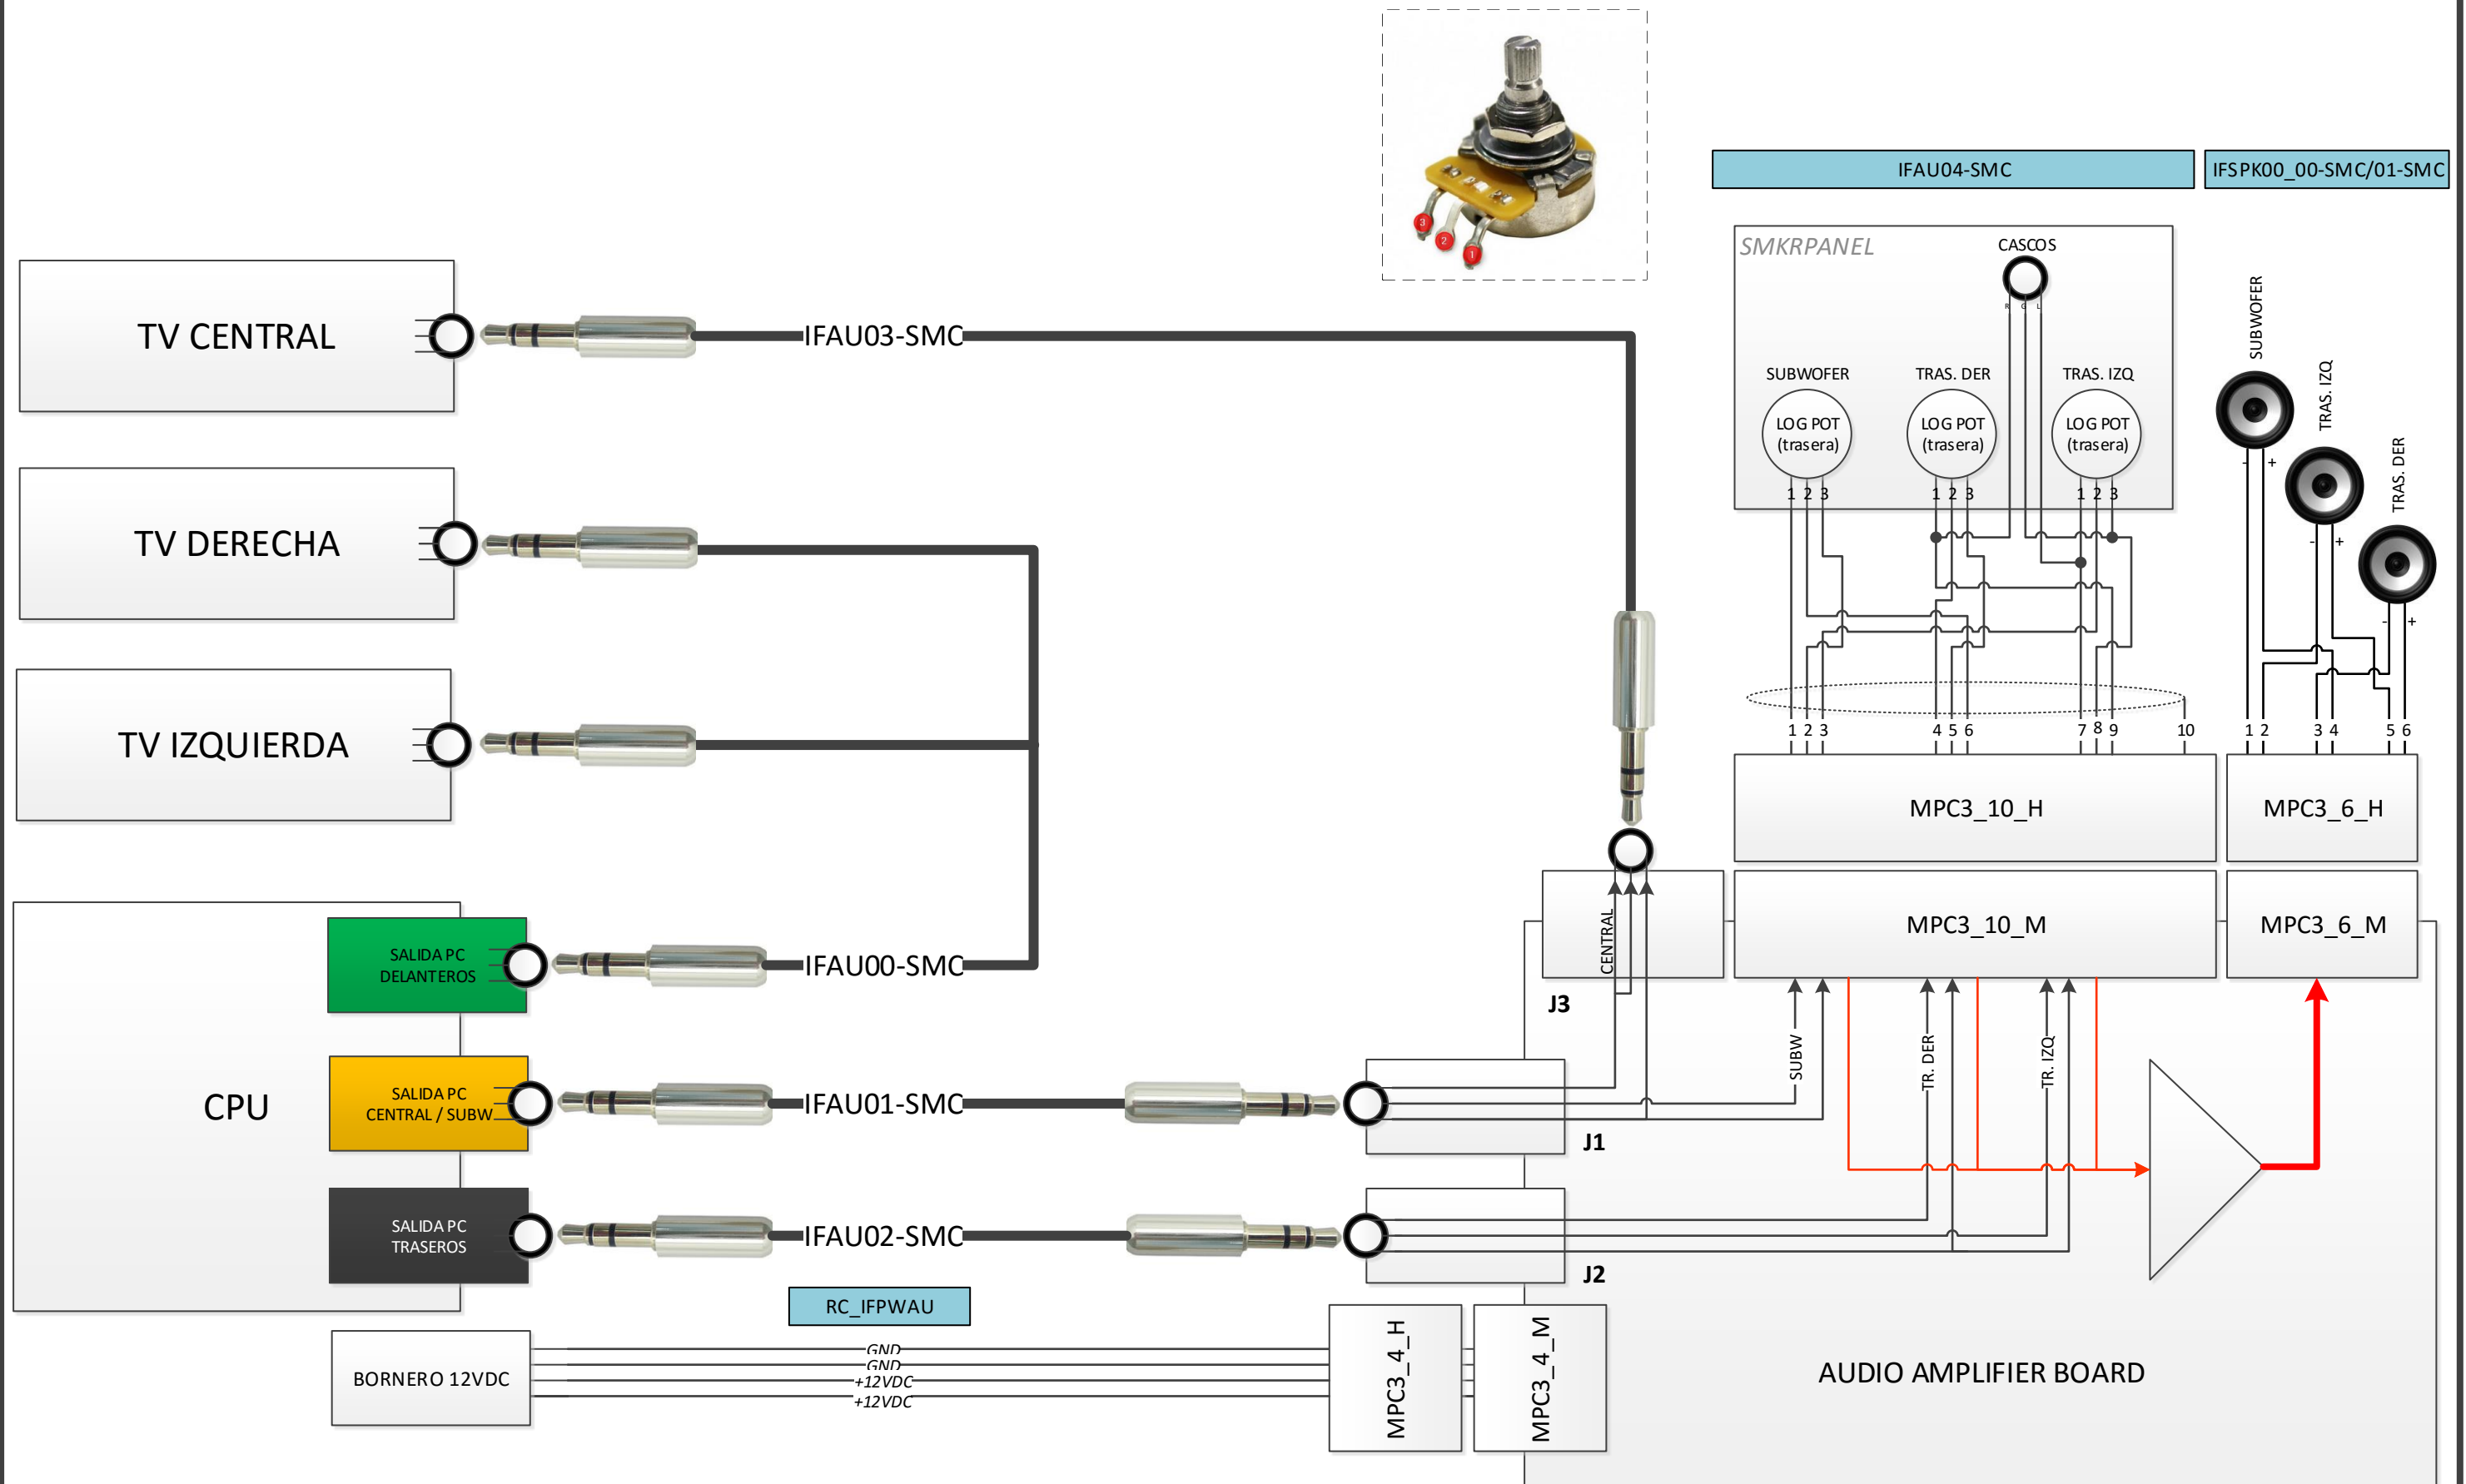 3
2
1
IFAU04-SMC
IFSPK00_00-SMC/01-SMC
SMKRPANEL
CASCOS
R G L
SUBWOFER
TRAS. DER
TRAS. IZQ
LOG POT
(trasera)
LOG POT
(trasera)
LOG POT
(trasera)
1 2 3
1 2 3
1 2 3
SUBWOFER
- +
TRAS. IZQ
- +
TRAS. DER
- +
TV CENTRAL
IFAU03-SMC
TV DERECHA
TV IZQUIERDA
1 2 3
4 5 6
7 8 9
10
1 2
3 4
5 6
MPC3_10_H
MPC3_6_H
CENTRAL
MPC3_10_M
MPC3_6_M
J3
CPU
SALIDA PC
DELANTEROS
IFAU00-SMC
SALIDA PC
CENTRAL / SUBW
IFAU01-SMC
J1
SUBW
TR. DER
TR. IZQ
SALIDA PC
TRASEROS
IFAU02-SMC
J2
RC_IFPWAU
BORNERO 12VDC
GND
GND
+12VDC
+12VDC
MPC3_4_H
MPC3_4_M
AUDIO AMPLIFIER BOARD